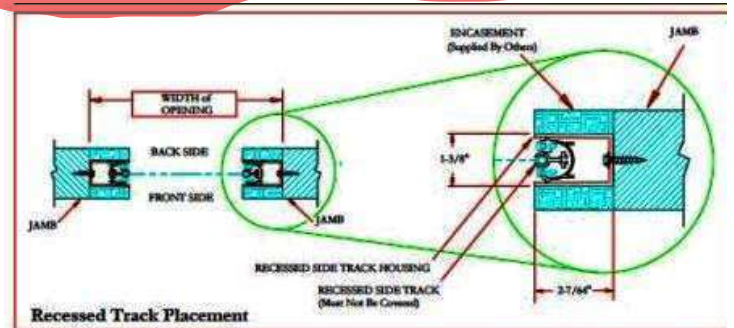 ENCASEMENT
(Supplied By Others)
JAMB
WIDTH of
OPENING
BACK SIDE
1-3/8"
FRONT SIDE
JAMB
JAMB
RECESSED SIDE TRACK HOUSING
RECESSED SIDE TRACK
(Must Not Be Covered)
2-7/64"
Recessed Track Placement